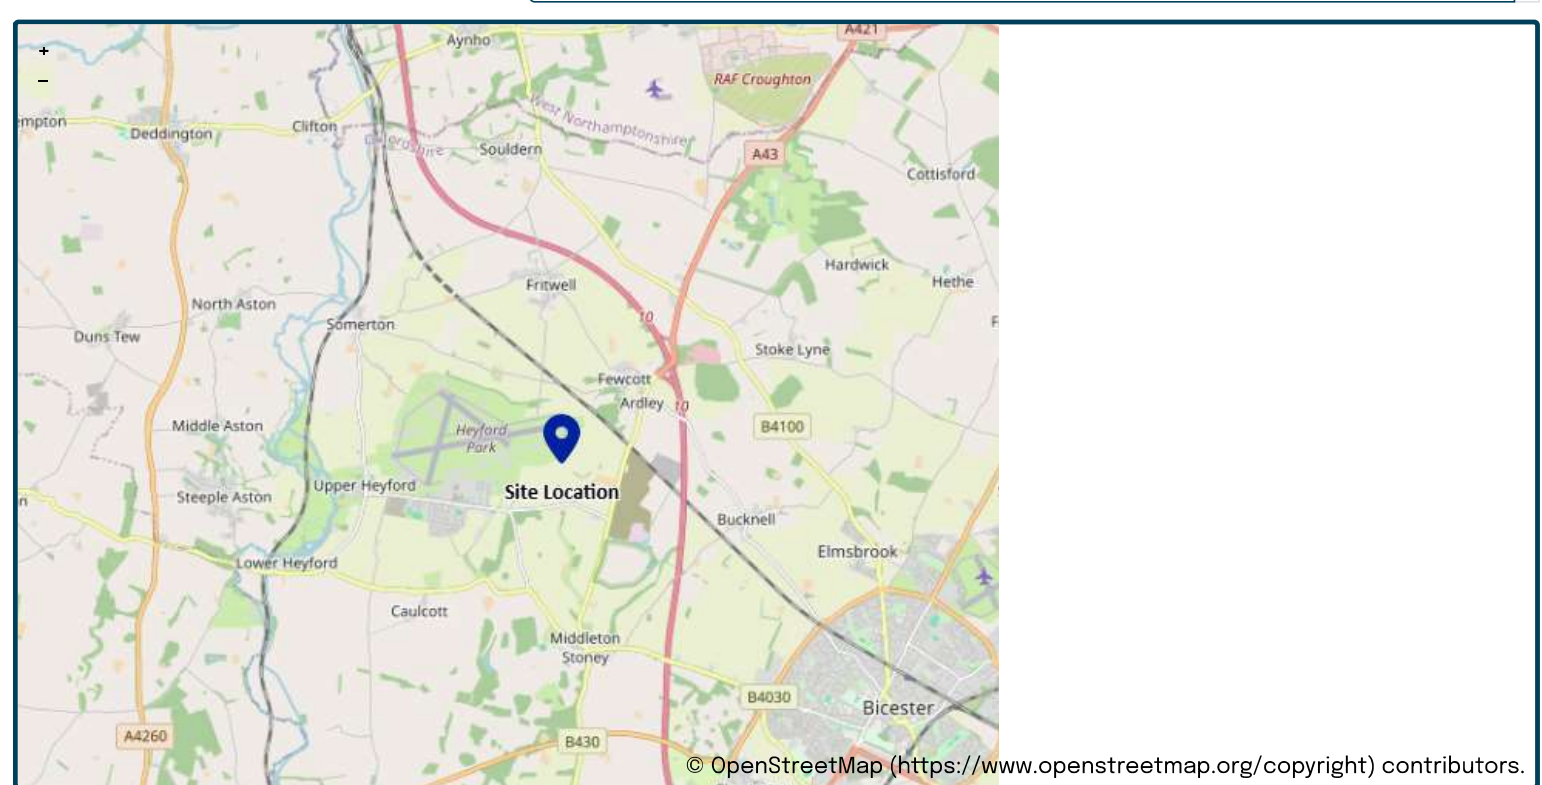 +
−
A421
Aynho
RAF Croughton
empton
Deddington
Clifton
West Northamptonshire
Oxfordshire
Souldern
A43
Cottisford
Hardwick
Hethe
Fritwell
North Aston
10
Somerton
F
Duns Tew
Stoke Lyne
Fewcott
Ardley
10
Middle Aston
Heyford
Park
B4100
Upper Heyford
Site Location
Steeple Aston
n
Bucknell
Elmsbrook
Lower Heyford
Caulcott
Middleton
Stoney
B4030
Bicester
A4260
B430
© OpenStreetMap (https://www.openstreetmap.org/copyright) contributors.